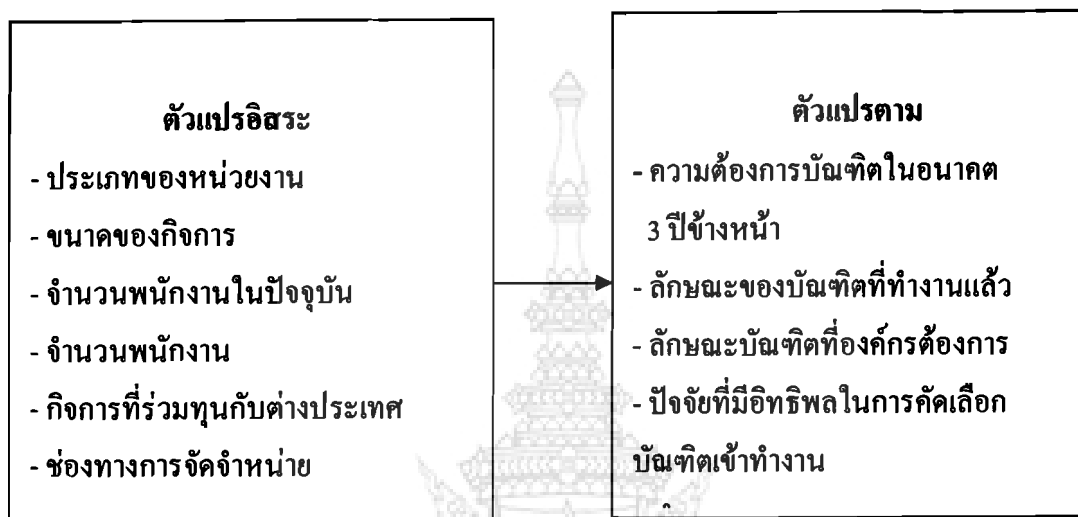 ตัวแปรอิสระ
- ประเภทของหน่วยงาน
- ขนาดของกิจการ
- จำนวนพนักงานในปัจจุบัน
- จำนวนพนักงาน
- กิจการที่ร่วมทุนกับต่างประเทศ
- ช่องทางการจัดจำหน่าย
ตัวแปรตาม
- ความต้องการบัณฑิตในอนาคต
3 ปีข้างหน้า
- ลักษณะของบัณฑิตที่ทำงานแล้ว
- ลักษณะบัณฑิตที่องค์กรต้องการ
- ปัจจัยที่มีอิทธิพลในการคัดเลือก
บัณฑิตเข้าทำงาน